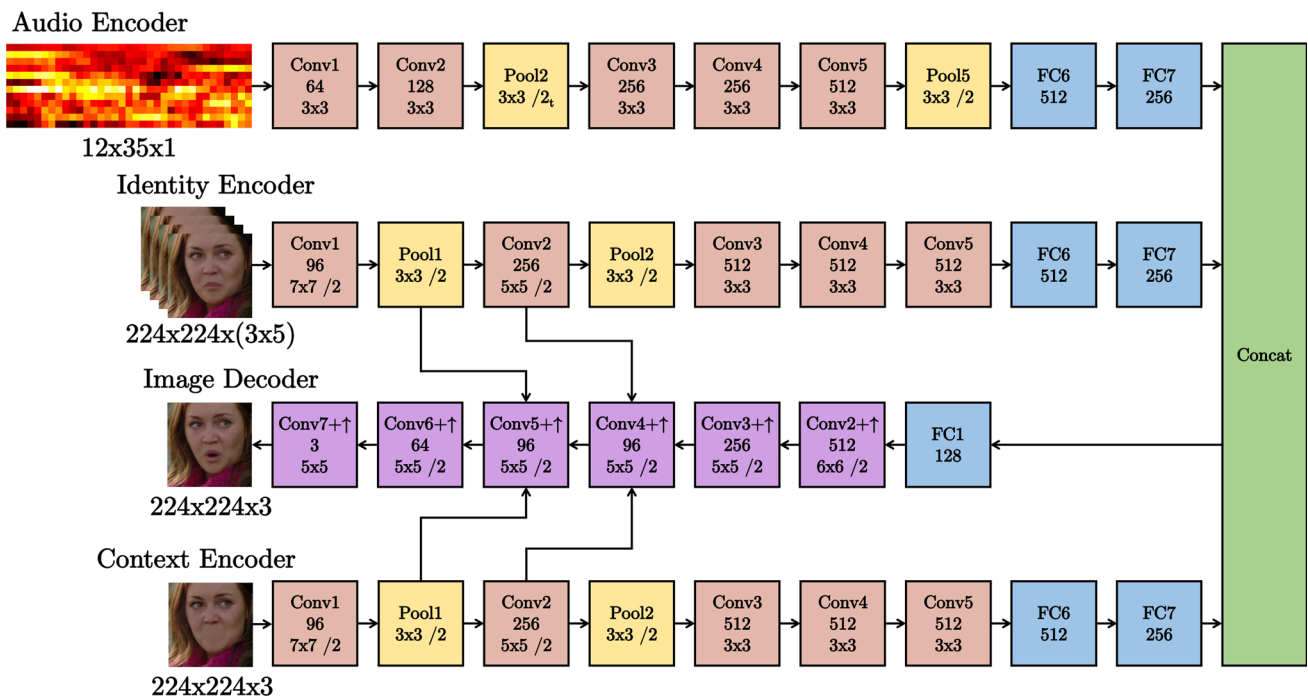 Audio Encoder
Conv1
64
3x3
Conv2
128
3x3
Pool2
3x3 /2t
Conv3
256
3x3
Conv4
256
3x3
Conv5
512
3x3
Pool5
3x3 /2
FC6
512
FC7
256
12x35x1
Identity Encoder
Conv1
96
7x7 /2
Pool1
3x3 /2
Conv2
256
5x5 /2
Pool2
3x3 /2
Conv3
512
3x3
Conv4
512
3x3
Conv5
512
3x3
FC6
512
FC7
256
224x224x(3x5)
Concat
Image Decoder
Conv7+↑
3
5x5
Conv6+↑
64
5x5 /2
Conv5+↑
96
5x5 /2
Conv4+↑
96
5x5 /2
Conv3+↑
256
5x5 /2
Conv2+↑
512
6x6 /2
FC1
128
224x224x3
Context Encoder
Conv1
96
7x7 /2
Pool1
3x3 /2
Conv2
256
5x5 /2
Pool2
3x3 /2
Conv3
512
3x3
Conv4
512
3x3
Conv5
512
3x3
FC6
512
FC7
256
224x224x3